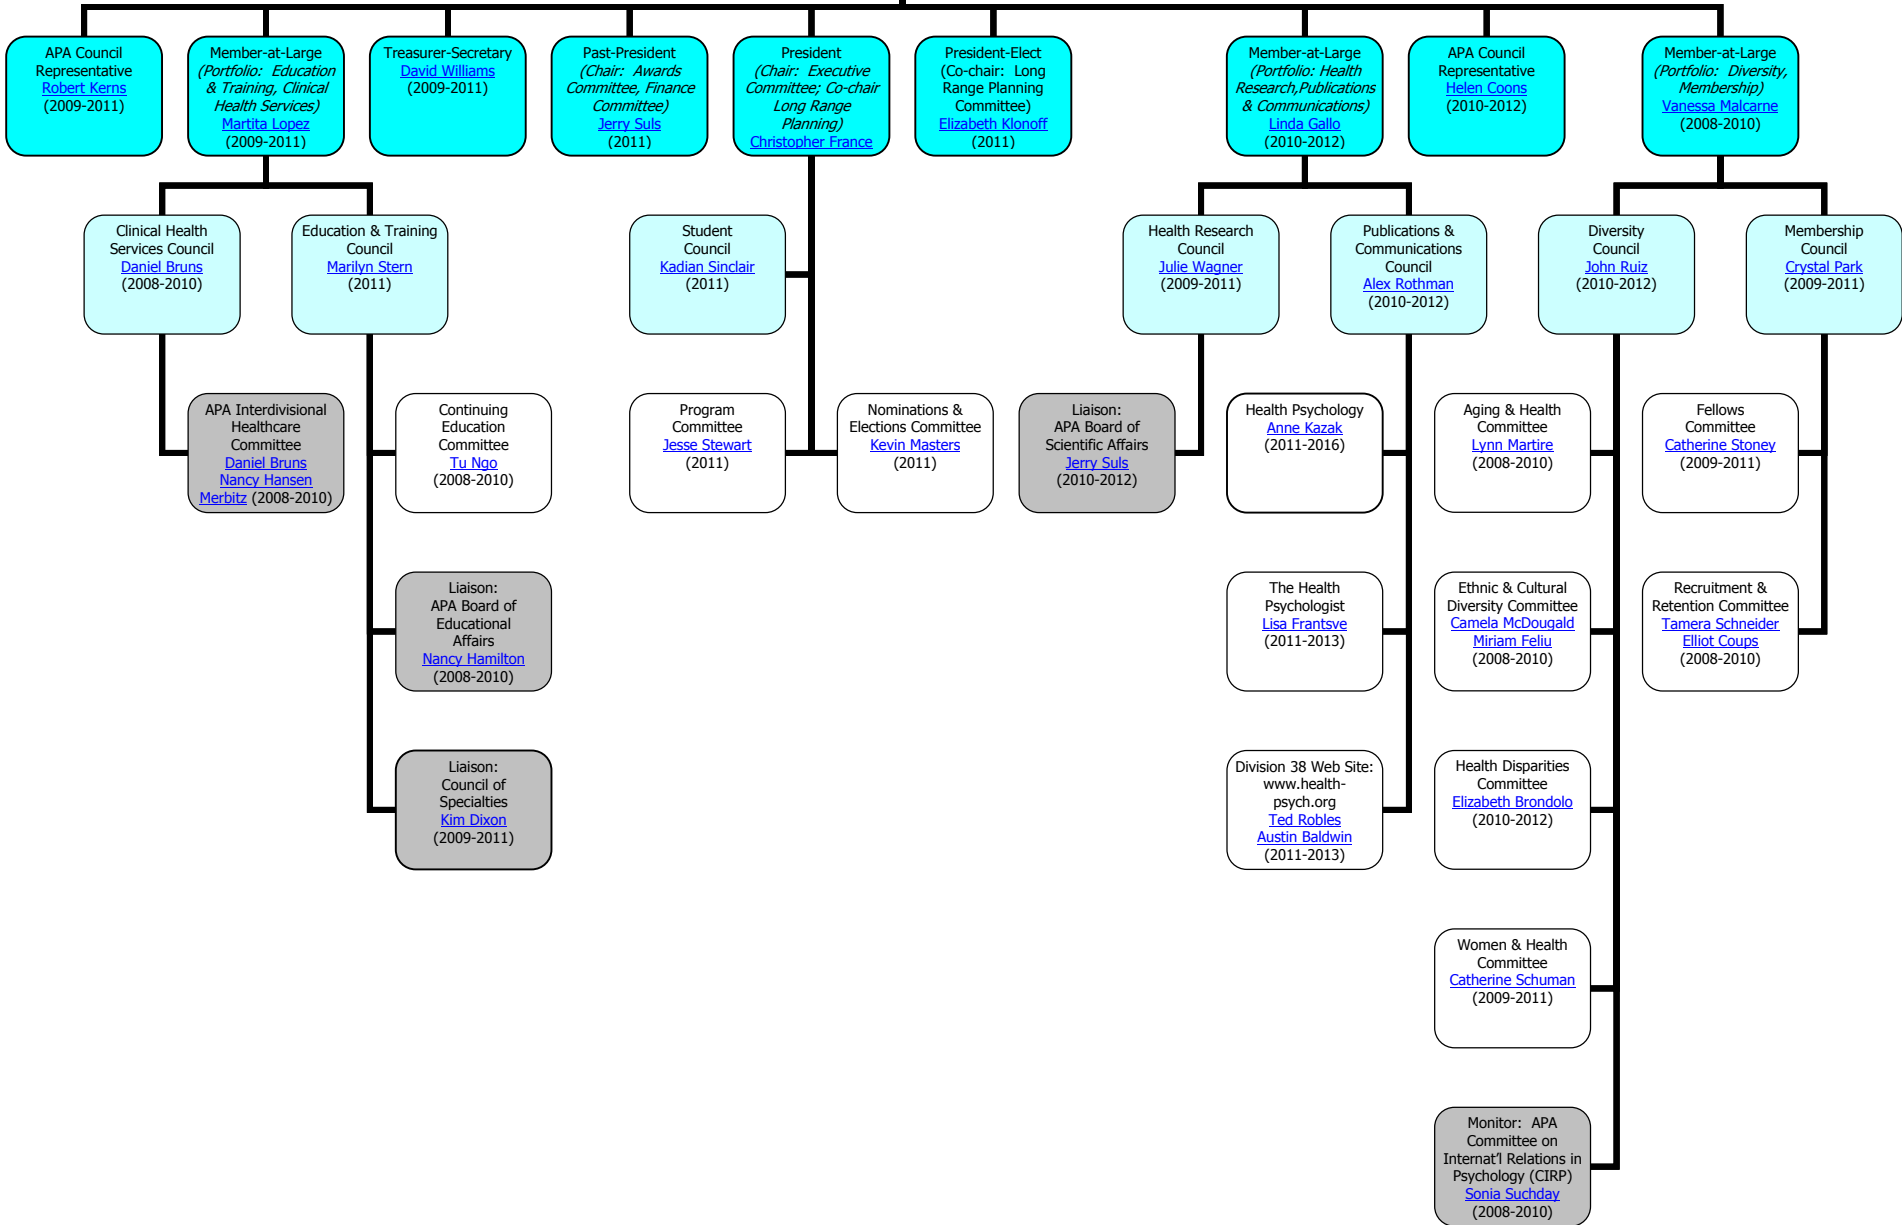 APA Council
Representative
Robert Kerns
(2009-2011)
Member-at-Large
(Portfolio: Education
& Training, Clinical
Health Services)
Martita Lopez
(2009-2011)
Treasurer-Secretary
David Williams
(2009-2011)
Past-President
(Chair: Awards
Committee, Finance
Committee)
Jerry Suls
(2011)
President
(Chair: Executive
Committee; Co-chair
Long Range
Planning)
Christopher France
President-Elect
(Co-chair: Long
Range Planning
Committee)
Elizabeth Klonoff
(2011)
Member-at-Large
(Portfolio: Health
Research,Publications
& Communications)
Linda Gallo
(2010-2012)
APA Council
Representative
Helen Coons
(2010-2012)
Member-at-Large
(Portfolio: Diversity,
Membership)
Vanessa Malcarne
(2008-2010)
Clinical Health
Services Council
Daniel Bruns
(2008-2010)
Education & Training
Council
Marilyn Stern
(2011)
Student
Council
Kadian Sinclair
(2011)
Health Research
Council
Julie Wagner
(2009-2011)
Publications &
Communications
Council
Alex Rothman
(2010-2012)
Diversity
Council
John Ruiz
(2010-2012)
Membership
Council
Crystal Park
(2009-2011)
APA Interdivisional
Healthcare
Committee
Daniel Bruns
Nancy Hansen
Merbitz (2008-2010)
Continuing
Education
Committee
Tu Ngo
(2008-2010)
Program
Committee
Jesse Stewart
(2011)
Nominations &
Elections Committee
Kevin Masters
(2011)
Liaison:
APA Board of
Scientific Affairs
Jerry Suls
(2010-2012)
Health Psychology
Anne Kazak
(2011-2016)
Aging & Health
Committee
Lynn Martire
(2008-2010)
Fellows
Committee
Catherine Stoney
(2009-2011)
Liaison:
APA Board of
Educational
Affairs
Nancy Hamilton
(2008-2010)
The Health
Psychologist
Lisa Frantsve
(2011-2013)
Ethnic & Cultural
Diversity Committee
Camela McDougald
Miriam Feliu
(2008-2010)
Recruitment &
Retention Committee
Tamera Schneider
Elliot Coups
(2008-2010)
Liaison:
Council of
Specialties
Kim Dixon
(2009-2011)
Division 38 Web Site:
www.health-
psych.org
Ted Robles
Austin Baldwin
(2011-2013)
Health Disparities
Committee
Elizabeth Brondolo
(2010-2012)
Women & Health
Committee
Catherine Schuman
(2009-2011)
Monitor: APA
Committee on
Internat'l Relations in
Psychology (CIRP)
Sonia Suchday
(2008-2010)